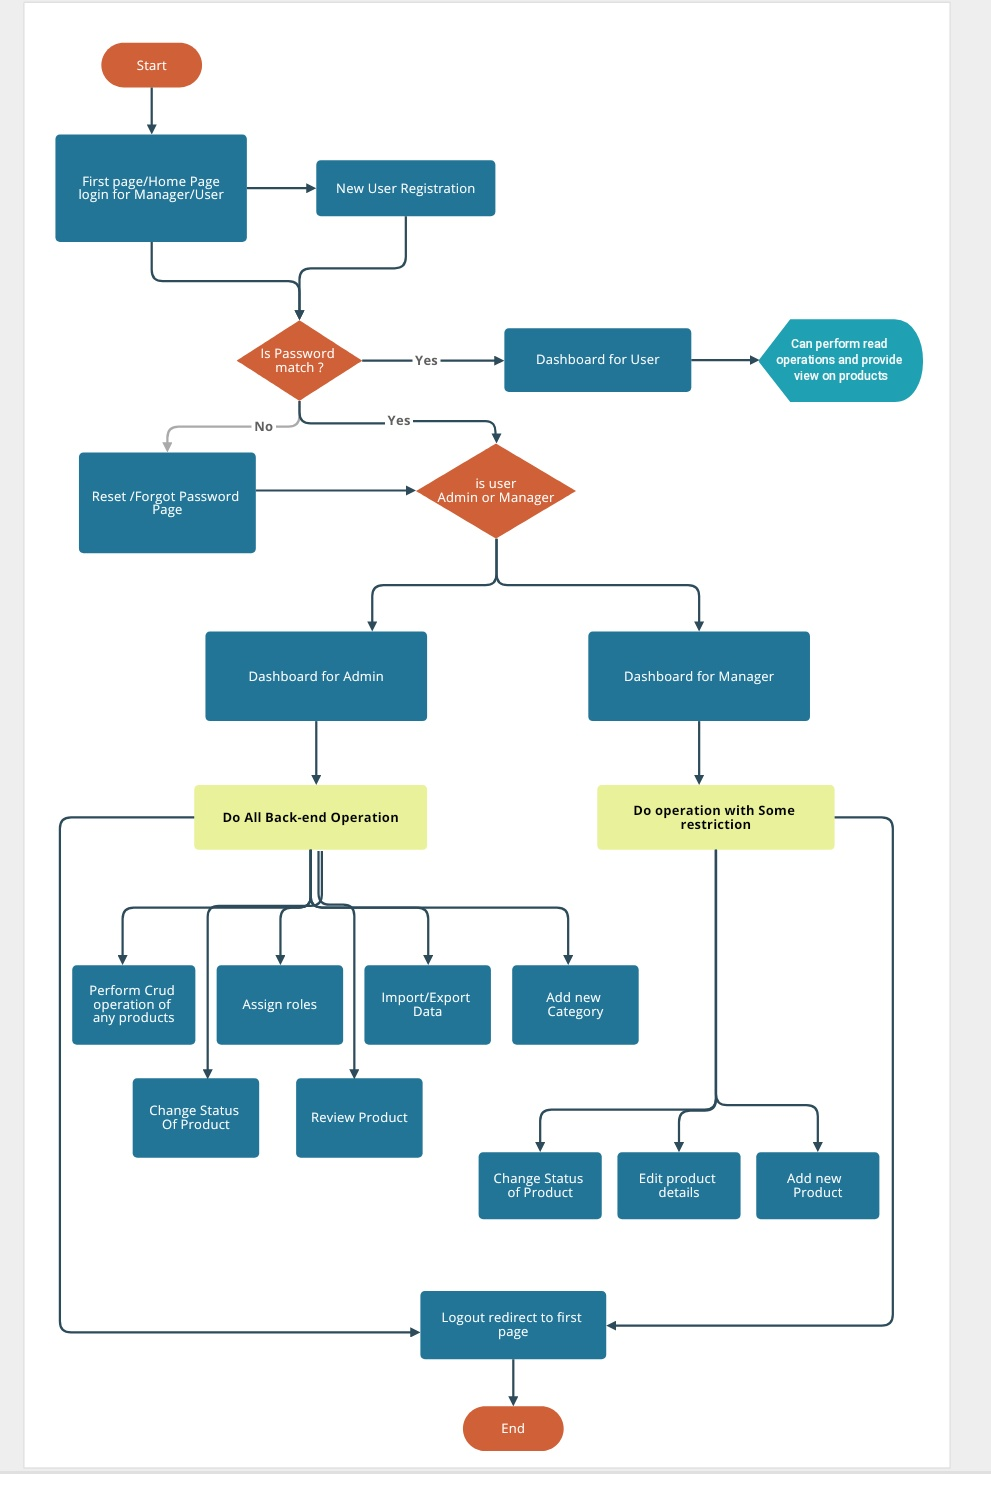 Start
First page/Home Page
login for Manager/User
New User Registration
Is Password
match ?
Yes
Dashboard for User
Can perform read
operations and provide
view on products
No
Yes
Reset /Forgot Password
Page
is user
Admin or Manager
Dashboard for Admin
Dashboard for Manager
Do All Back-end Operation
Do operation with Some
restriction
Perform Crud
operation of
any products
Assign roles
Import/Export
Data
Add new
Category
Change Status
Of Product
Review Product
Change Status
of Product
Edit product
details
Add new
Product
Logout redirect to first
page
End